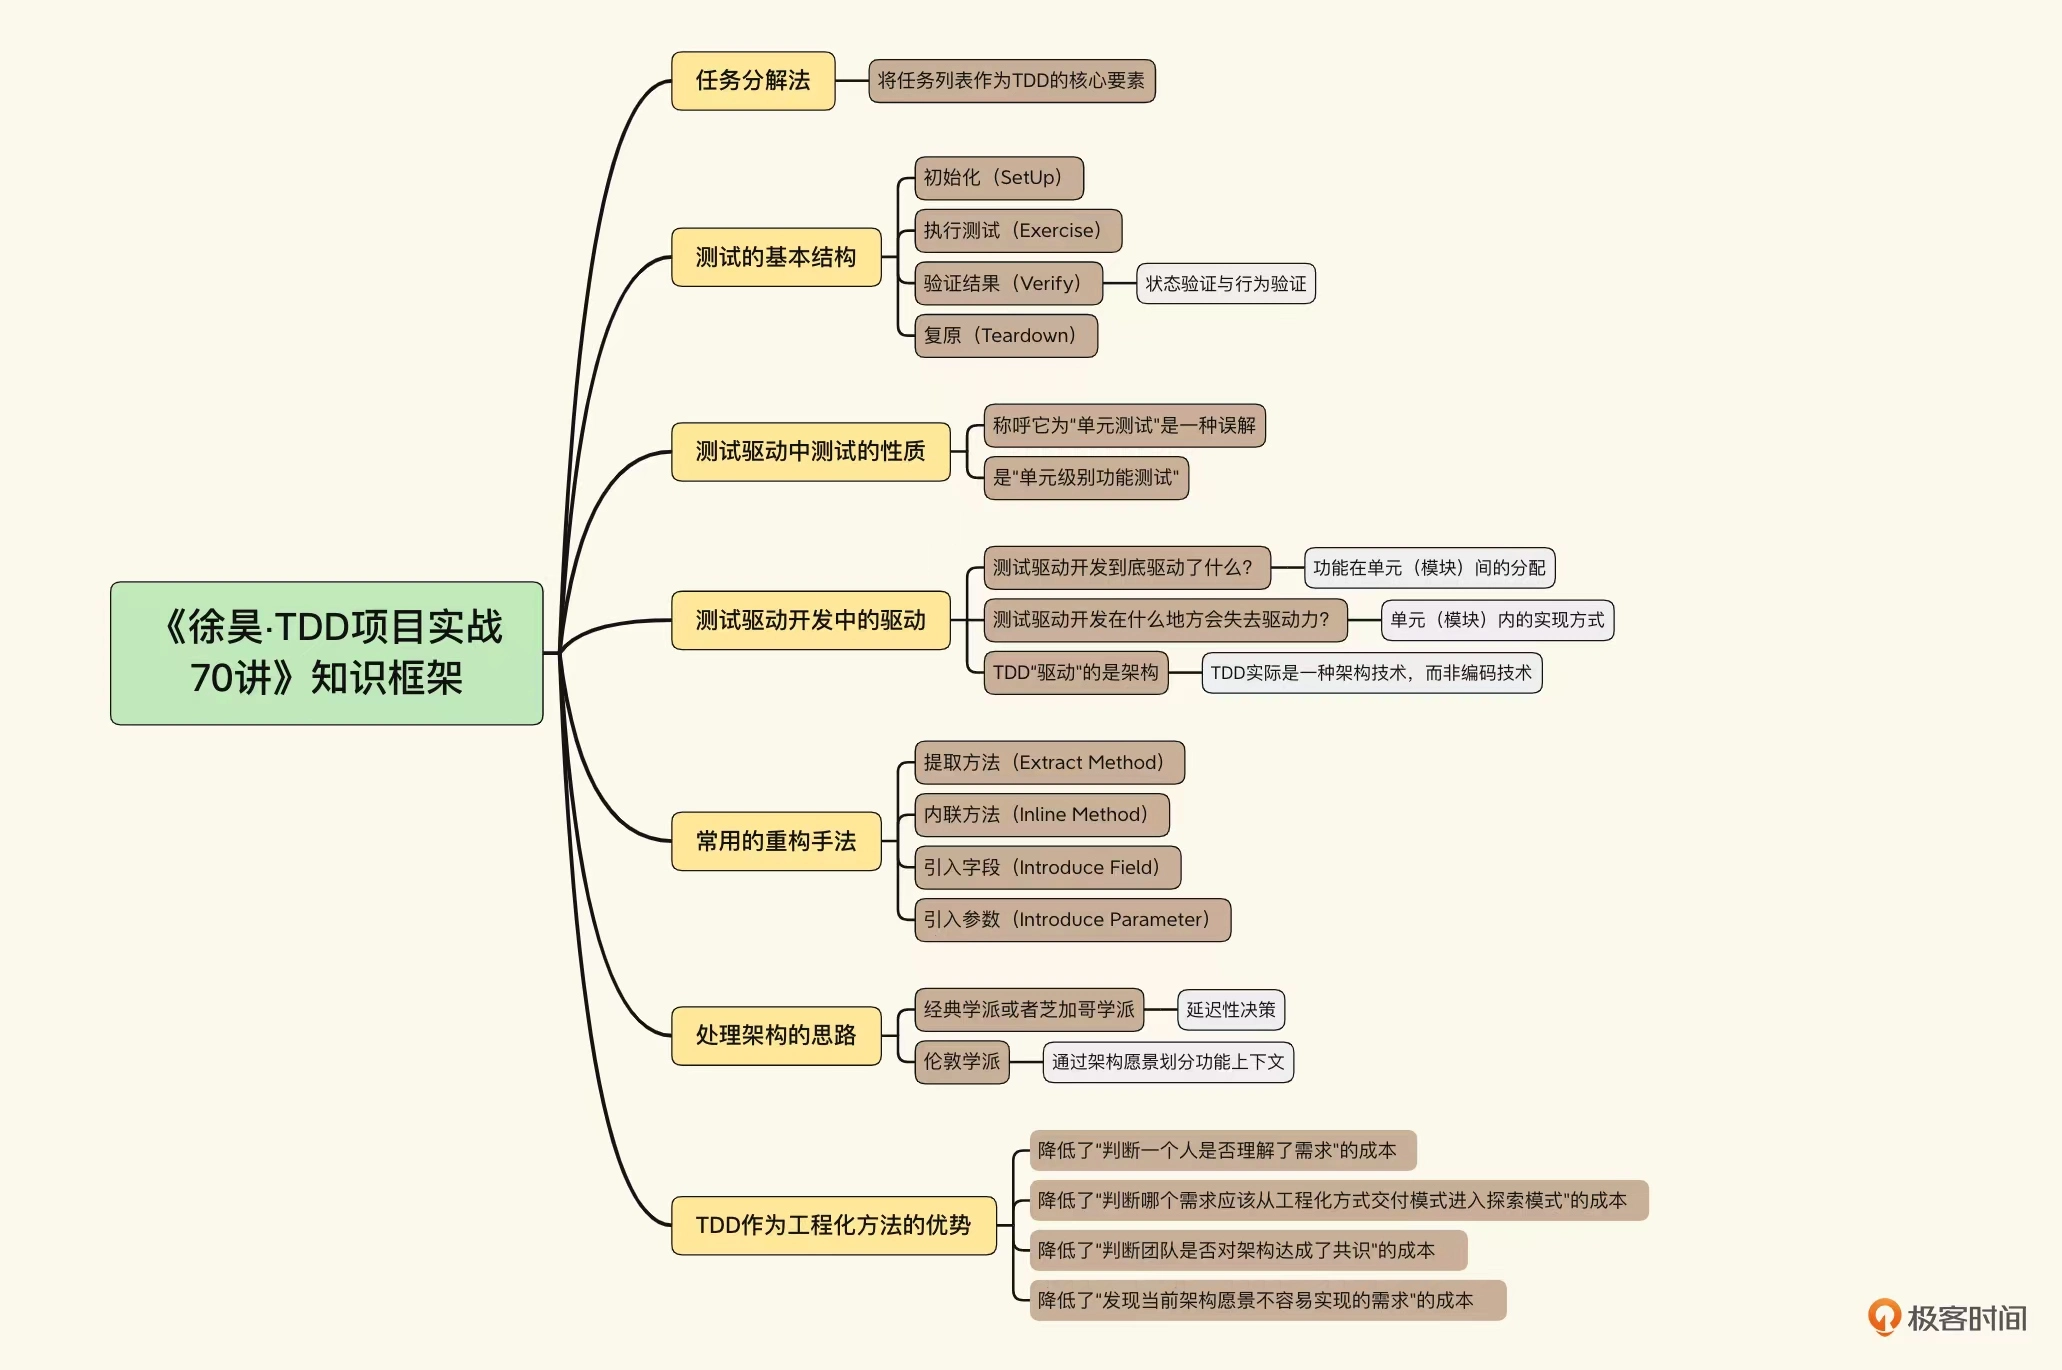 《徐昊·TDD项目实战
70讲》知识框架
任务分解法
将任务列表作为TDD的核心要素
测试的基本结构
初始化（SetUp）
执行测试（Exercise）
验证结果（Verify）
状态验证与行为验证
复原（Teardown）
测试驱动中测试的性质
称呼它为"单元测试"是一种误解
是"单元级别功能测试"
测试驱动开发中的驱动
测试驱动开发到底驱动了什么？
功能在单元（模块）间的分配
测试驱动开发在什么地方会失去驱动力？
单元（模块）内的实现方式
TDD"驱动"的是架构
TDD实际是一种架构技术，而非编码技术
常用的重构手法
提取方法（Extract Method）
内联方法（Inline Method）
引入字段（Introduce Field）
引入参数（Introduce Parameter）
处理架构的思路
经典学派或者芝加哥学派
延迟性决策
伦敦学派
通过架构愿景划分功能上下文
TDD作为工程化方法的优势
降低了"判断一个人是否理解了需求"的成本
降低了"判断哪个需求应该从工程化方式交付模式进入探索模式"的成本
降低了"判断团队是否对架构达成了共识"的成本
降低了"发现当前架构愿景不容易实现的需求"的成本
极客时间